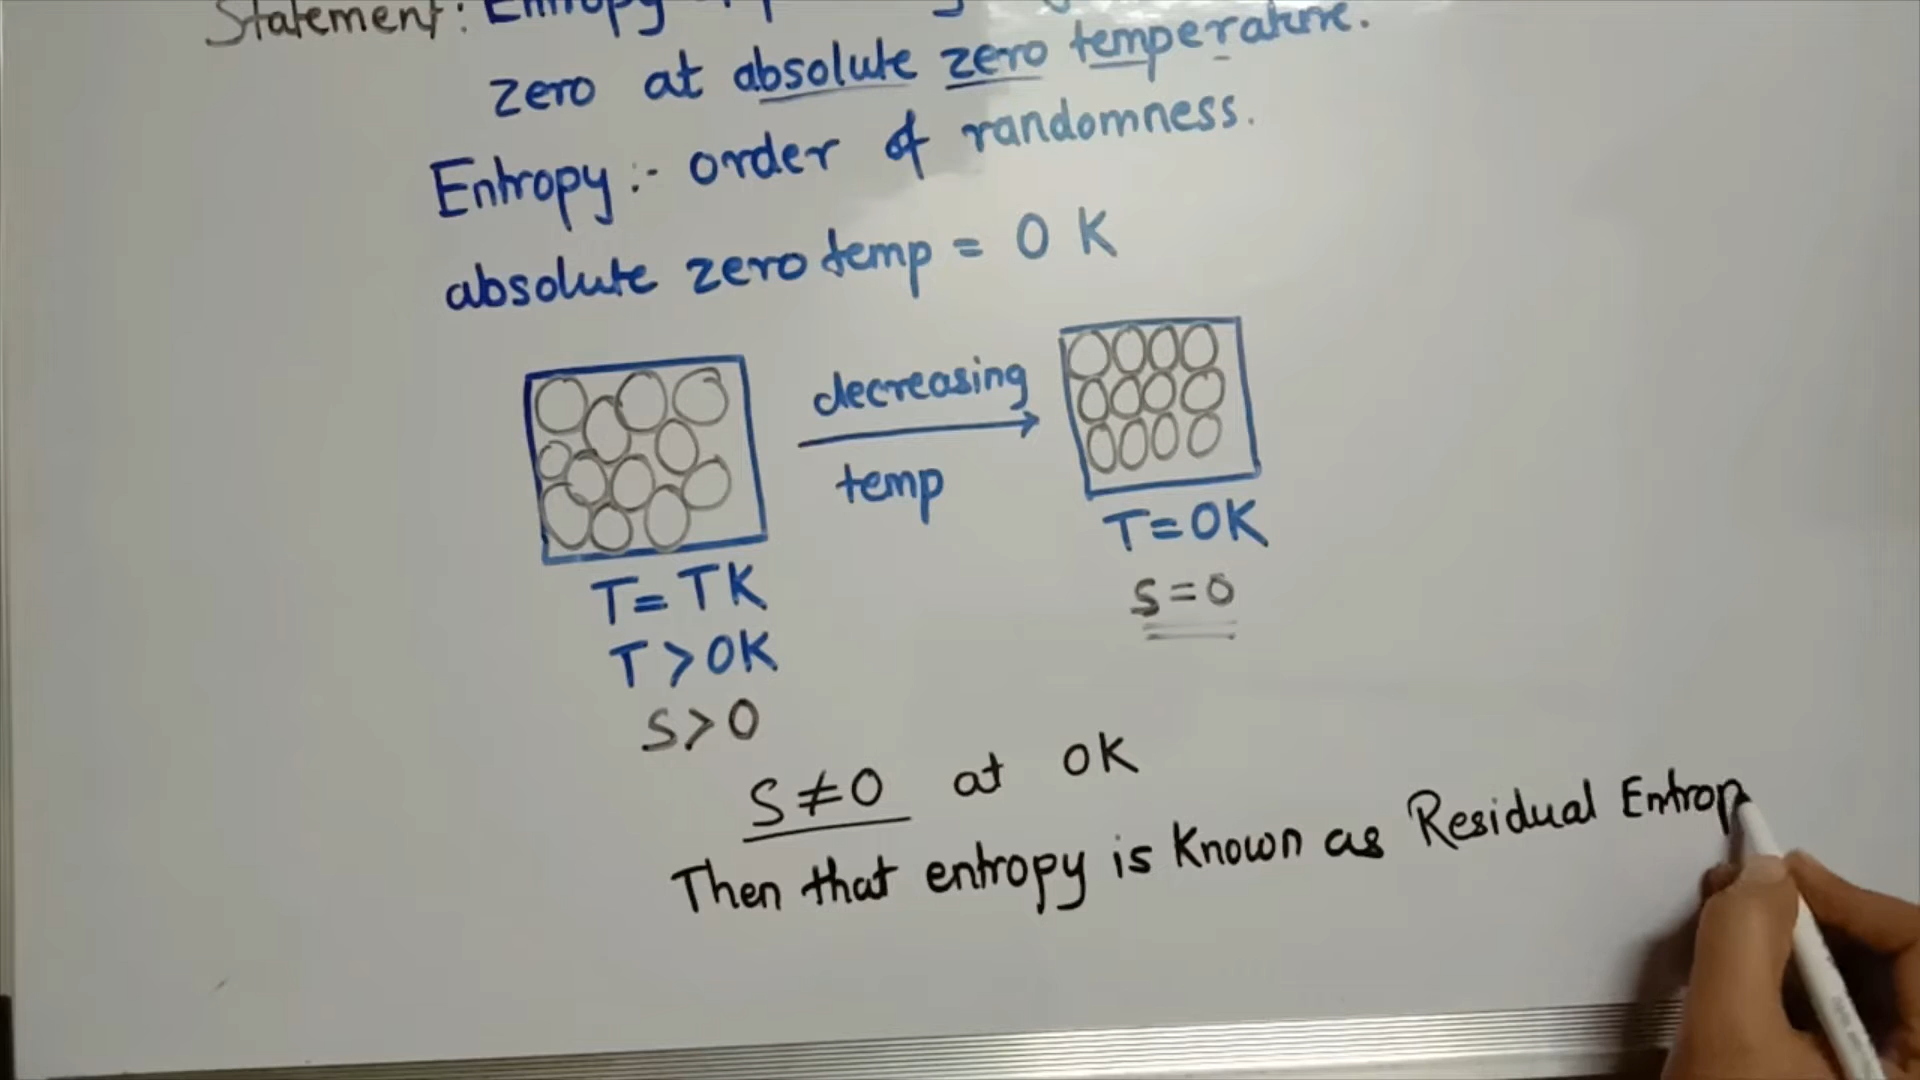 Statement: Entropy
zero at absolute zero temperature.
Entropy :- order of randomness.
absolute zero temp = 0 K
decreasing
temp
T = TK
T > 0K
S > 0
T = 0K
S = 0
S ≠ 0 at 0K
Then that entropy is Known as Residual Entrop